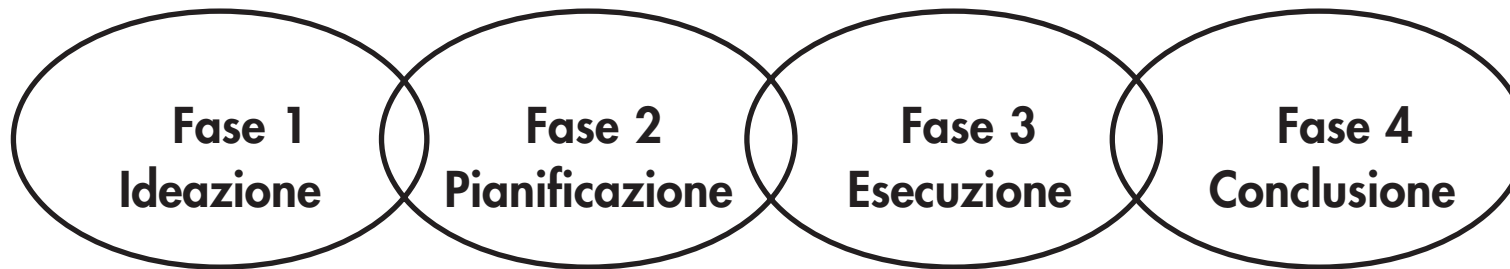 Fase 1
Ideazione
Fase 2
Pianificazione
Fase 3
Esecuzione
Fase 4
Conclusione